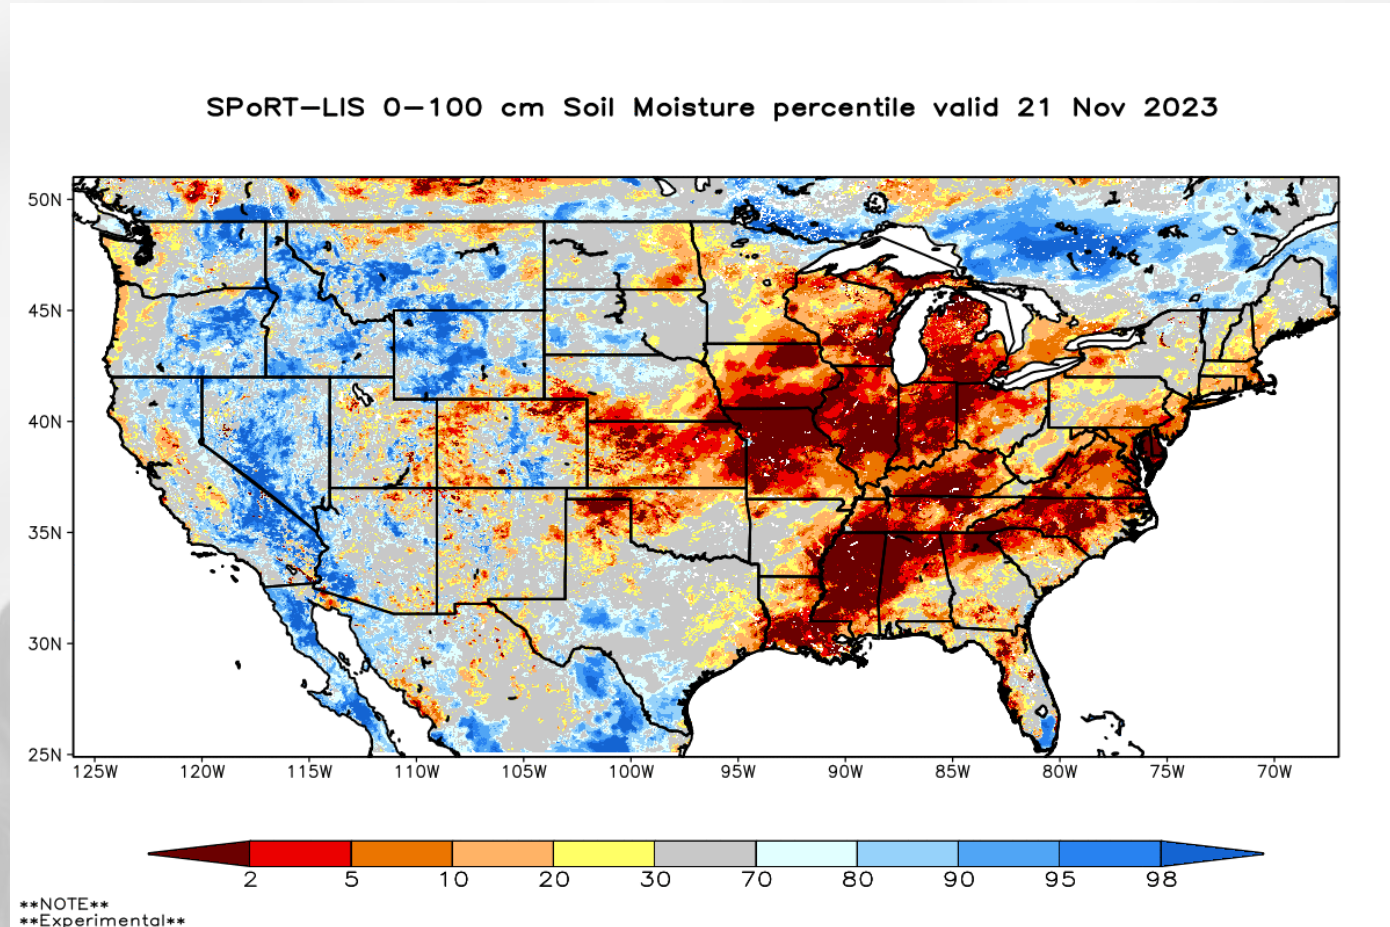 SPoRT-LIS 0-100 cm Soil Moisture percentile valid 21 Nov 2023
50N
45N
40N
35N
30N
25N
125W 120W 115W 110W 105W 100W 95W 90W 85W 80W 75W 70W
2 5 10 20 30 70 80 90 95 98
**NOTE**
**Experimental**